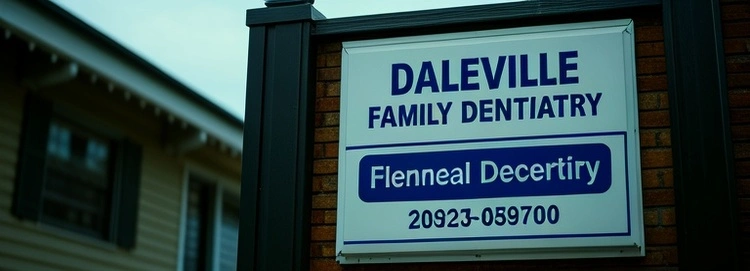 DALEVILLE
FAMILY DENTIATRY
Flenneal Decertiry
20923-059700